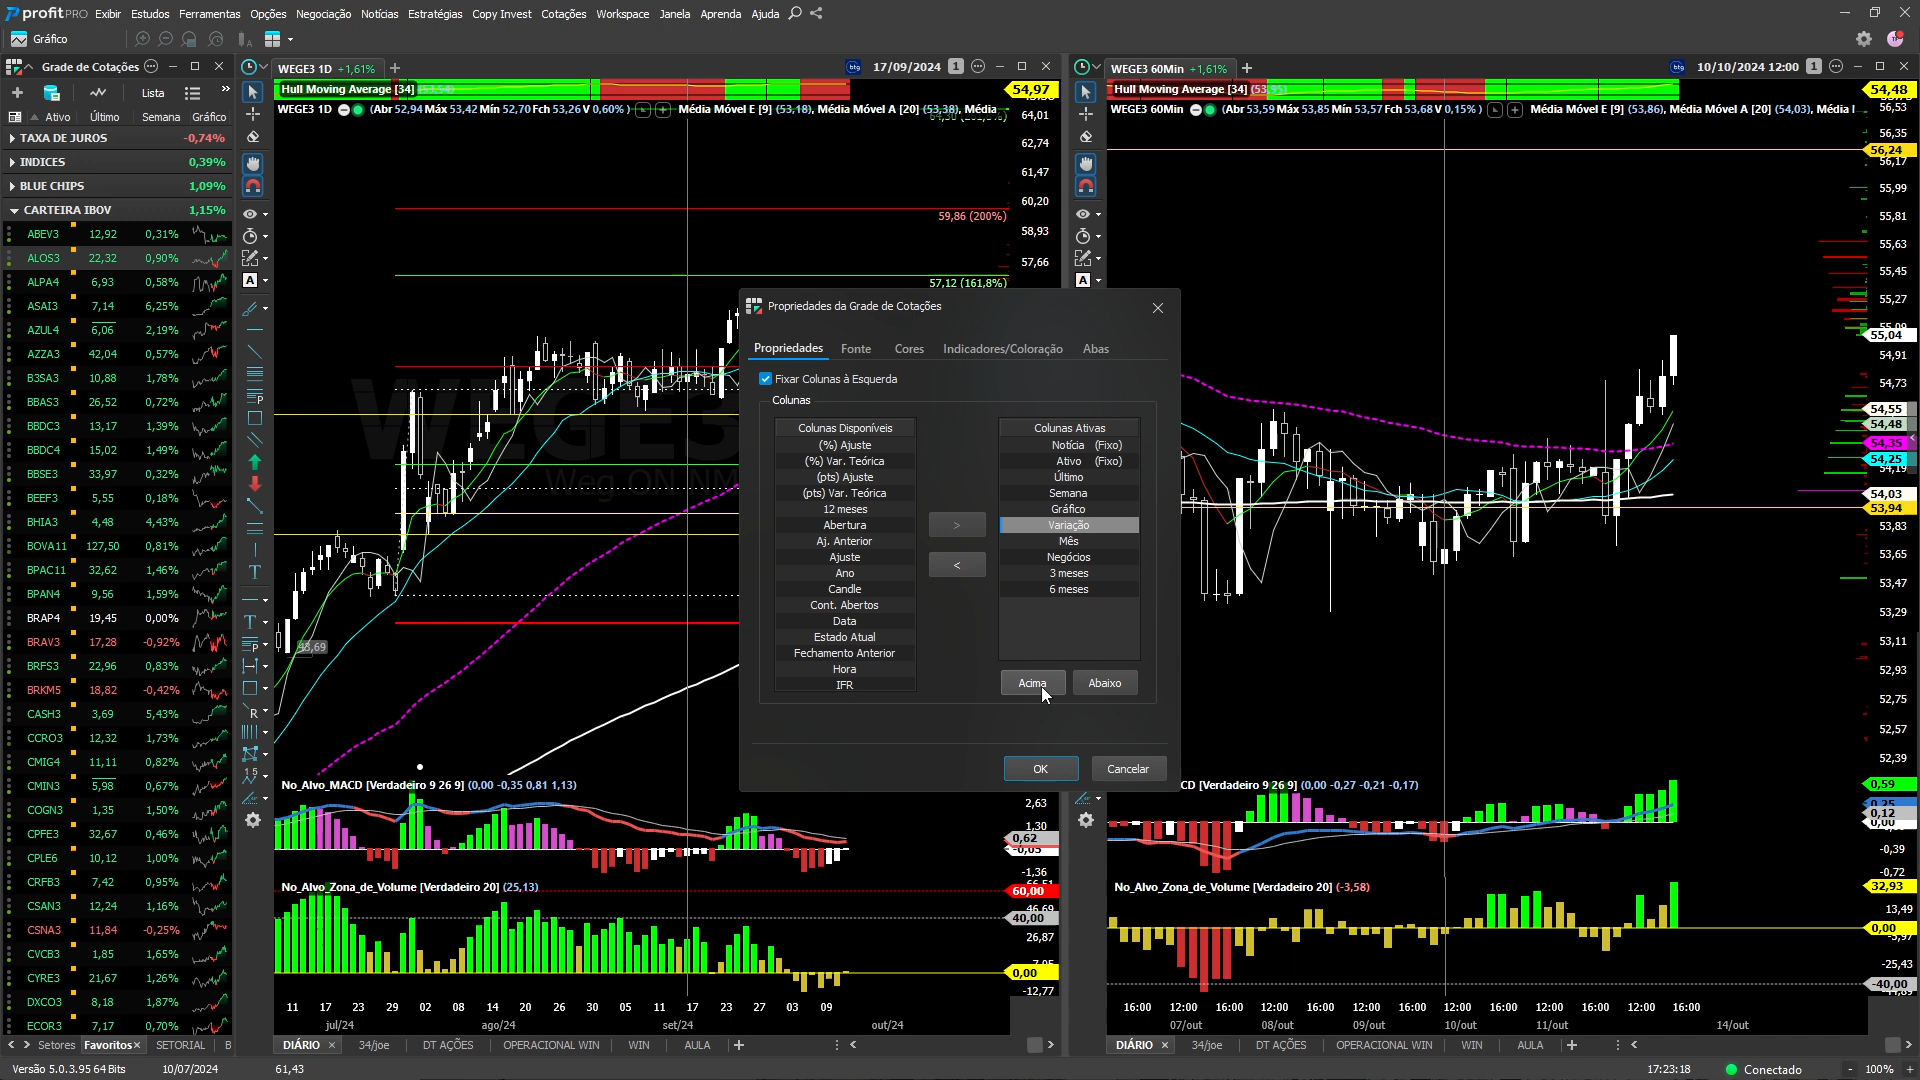 profitPRO Exibir Estudos Ferramentas Opções Negociação Notícias Estratégias Copy Invest Cotações Workspace Janela Aprenda Ajuda
Gráfico
Grade de Cotações
Lista
Ativo Último Semana Gráfico
TAXA DE JUROS -0,74%
INDICES 0,39%
BLUE CHIPS 1,09%
CARTEIRA IBOV 1,15%
ABEV3 12,92 0,31%
ALOS3 22,32 0,90%
ALPA4 6,93 0,58%
ASAI3 7,14 6,25%
AZUL4 6,06 2,19%
AZZA3 42,04 0,57%
B3SA3 10,88 1,78%
BBAS3 26,52 0,72%
BBDC3 13,17 1,39%
BBDC4 15,02 1,49%
BBSE3 33,97 0,32%
BEEF3 5,55 0,18%
BHIA3 4,48 4,43%
BOVA11 127,50 0,81%
BPAC11 32,62 1,46%
BPAN4 9,56 1,59%
BRAP4 19,45 0,00%
BRAV3 17,28 -0,92%
BRFS3 22,96 0,83%
BRKM5 18,82 -0,42%
CASH3 3,69 5,43%
CCRO3 12,32 1,73%
CMIG4 11,11 0,82%
CMIN3 5,98 0,67%
COGN3 1,35 1,50%
CPFE3 32,67 0,46%
CPLE6 10,12 1,00%
CRFB3 7,42 0,95%
CSAN3 12,24 1,16%
CSNA3 11,84 -0,25%
CVCB3 1,85 1,65%
CYRE3 21,67 1,26%
DXCO3 8,18 1,87%
ECOR3 7,17 0,70%
Setores Favoritos SETORIAL B
WEGE3 1D +1,61%
btg 17/09/2024 1
Hull Moving Average [34] (53,54)
WEGE3 1D (Abr 52,94 Máx 53,42 Mín 52,70 Fch 53,26 V 0,60% ) Média Móvel E [9] (53,18), Média Móvel A [20] (53,38), Média
54,97
64,01
62,74
61,47
60,20
58,93
57,66
59,86 (200%)
57,12 (161,8%)
WEGE3
Weg ON NM
No_Alvo_MACD [Verdadeiro 9 26 9] (0,00 -0,35 0,81 1,13)
2,63
1,30
0,62
-0,05
-1,36
No_Alvo_Zona_de_Volume [Verdadeiro 20] (25,13)
60,00
46,69
40,00
26,87
7,05
0,00
-12,77
11 17 23 29 02 08 14 20 26 30 05 11 17 23 27 03 09
jul/24 ago/24 set/24 out/24
DIÁRIO 34/joe DT AÇÕES OPERACIONAL WIN WIN AULA
Propriedades da Grade de Cotações
Propriedades Fonte Cores Indicadores/Coloração Abas
Fixar Colunas à Esquerda
Colunas
Colunas Disponíveis
(%) Ajuste
(%) Var. Teórica
(pts) Ajuste
(pts) Var. Teórica
12 meses
Abertura
Aj. Anterior
Ajuste
Ano
Candle
Cont. Abertos
Data
Estado Atual
Fechamento Anterior
Hora
IFR
>
<
Colunas Ativas
Notícia (Fixo)
Ativo (Fixo)
Último
Semana
Gráfico
Variação
Mês
Negócios
3 meses
6 meses
Acima Abaixo
OK Cancelar
WEGE3 60Min +1,61%
btg 10/10/2024 12:00 1
Hull Moving Average [34] (53,95)
WEGE3 60Min (Abr 53,59 Máx 53,85 Mín 53,57 Fch 53,68 V 0,15% ) Média Móvel E [9] (53,86), Média Móvel A [20] (54,03), Média I
54,48
56,53
56,35
56,24
56,17
55,99
55,81
55,63
55,45
55,27
55,09
55,04
54,91
54,73
54,55
54,48
54,35
54,25
54,19
54,03
53,94
53,83
53,65
53,47
53,29
53,11
52,93
52,75
52,57
52,39
CD [Verdadeiro 9 26 9] (0,00 -0,27 -0,21 -0,17)
0,59
0,25
0,12
0,00
-0,39
-0,72
No_Alvo_Zona_de_Volume [Verdadeiro 20] (-3,58)
32,93
13,49
0,00
-5,97
-25,43
-40,00
16:00 12:00 16:00 12:00 16:00 12:00 16:00 12:00 16:00 12:00 16:00 12:00 16:00
07/out 08/out 09/out 10/out 11/out 14/out
DIÁRIO 34/joe DT AÇÕES OPERACIONAL WIN WIN AULA
Versão 5.0.3.95 64 Bits 10/07/2024 61,43
17:23:18 Conectado - 100% +